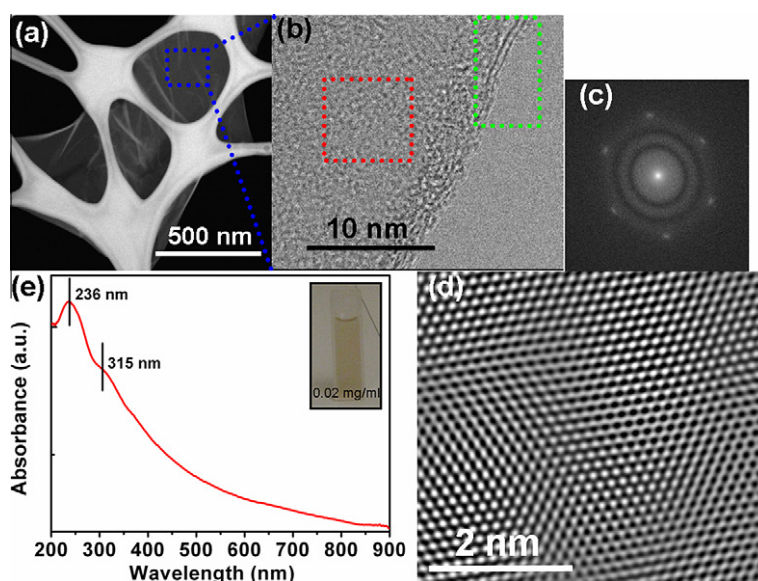 (a)
500 nm
(b)
10 nm
(c)
(e)
236 nm
315 nm
0.02 mg/ml
Absorbance (a.u.)
200 300 400 500 600 700 800 900
Wavelength (nm)
(d)
2 nm